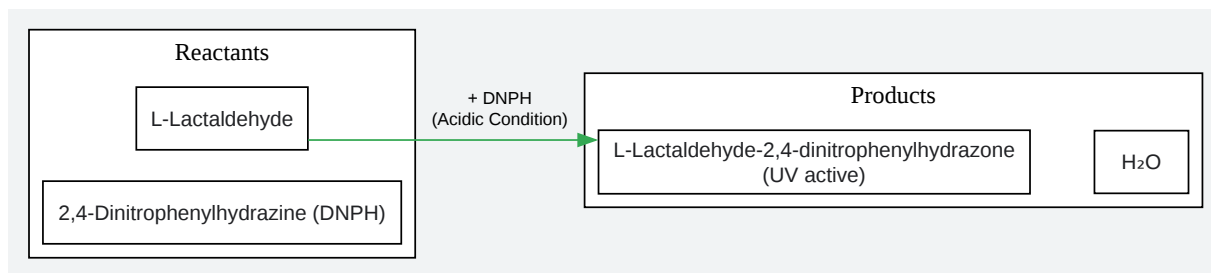 Reactants
L-Lactaldehyde
2,4-Dinitrophenylhydrazine (DNPH)
+ DNPH
(Acidic Condition)
Products
L-Lactaldehyde-2,4-dinitrophenylhydrazone
(UV active)
H₂O